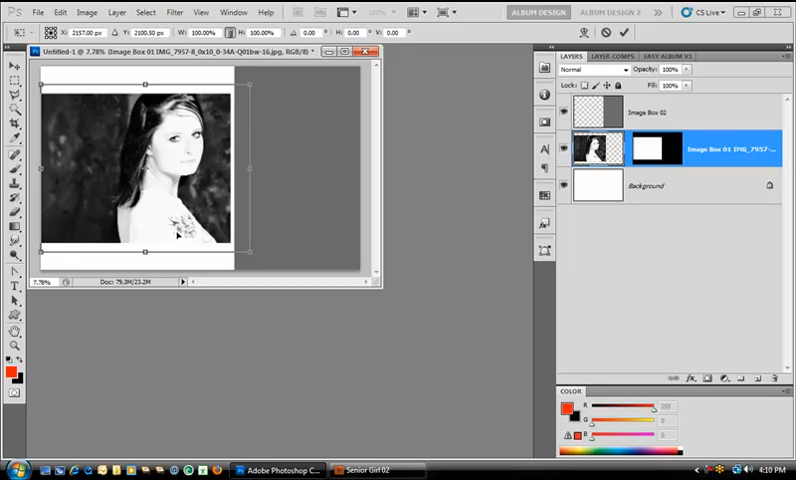 PS File Edit Image Layer Select Filter View Window Help ALBUM DESIGN ALBUM DESIGN 2 CS Live
X: 2157.00 px Y: 2100.50 px W: 100.00% H: 100.00% 0.00 H: 0.00 V: 0.00
Untitled-1 @ 7.78% (Image Box 01 IMG_7957-8_0x10_0-34A-Q01bw-16.jpg, RGB/8) *
LAYERS LAYER COMPS EASY ALBUM V1
Normal Opacity: 100%
Lock: Fill: 100%
Image Box 02
Image Box 01 IMG_7957-...
Background
7.78% Doc: 79.3M/23.2M
COLOR
R 255
G 0
B 0
Adobe Photoshop C... Senior Girl 02 4:10 PM